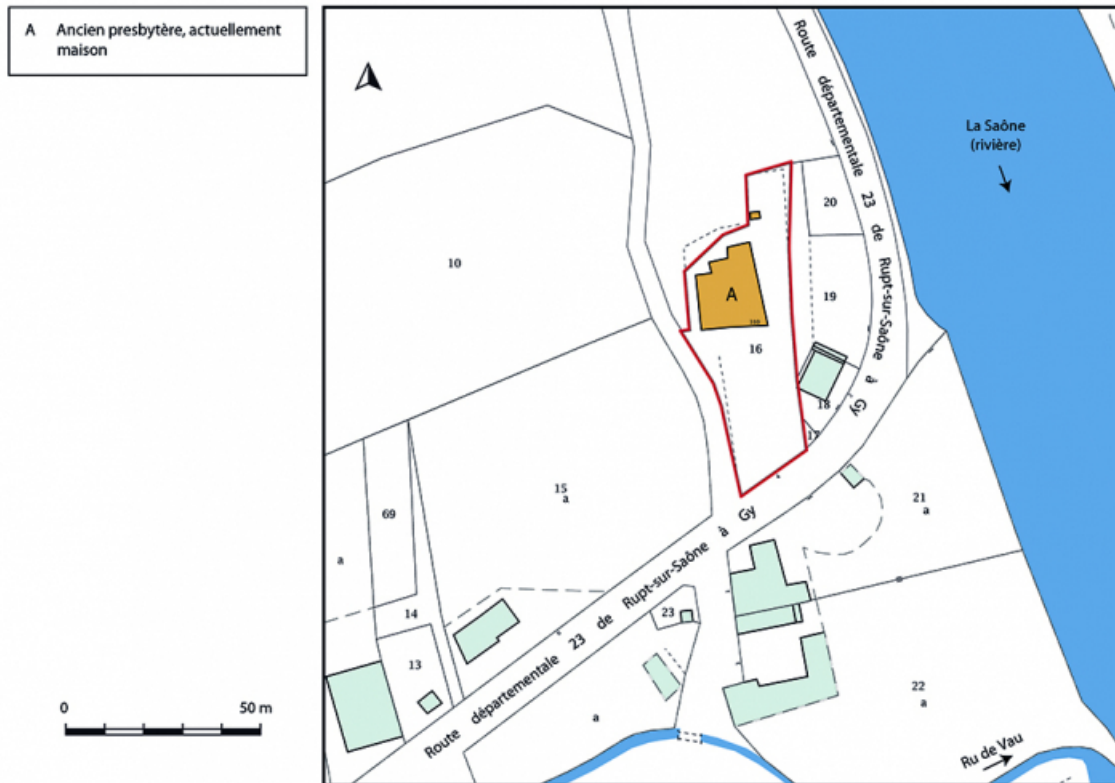 A Ancien presbytère, actuellement
maison
Route départementale 23 de Rupt-sur-Saône à Gy
La Saône
(rivière)
20
10
19
A
16
18
17
15
a
69
21
a
a
14
23
13
Route départementale 23 de Rupt-sur-Saône à Gy
22
a
a
0 50 m
Ru de Vau